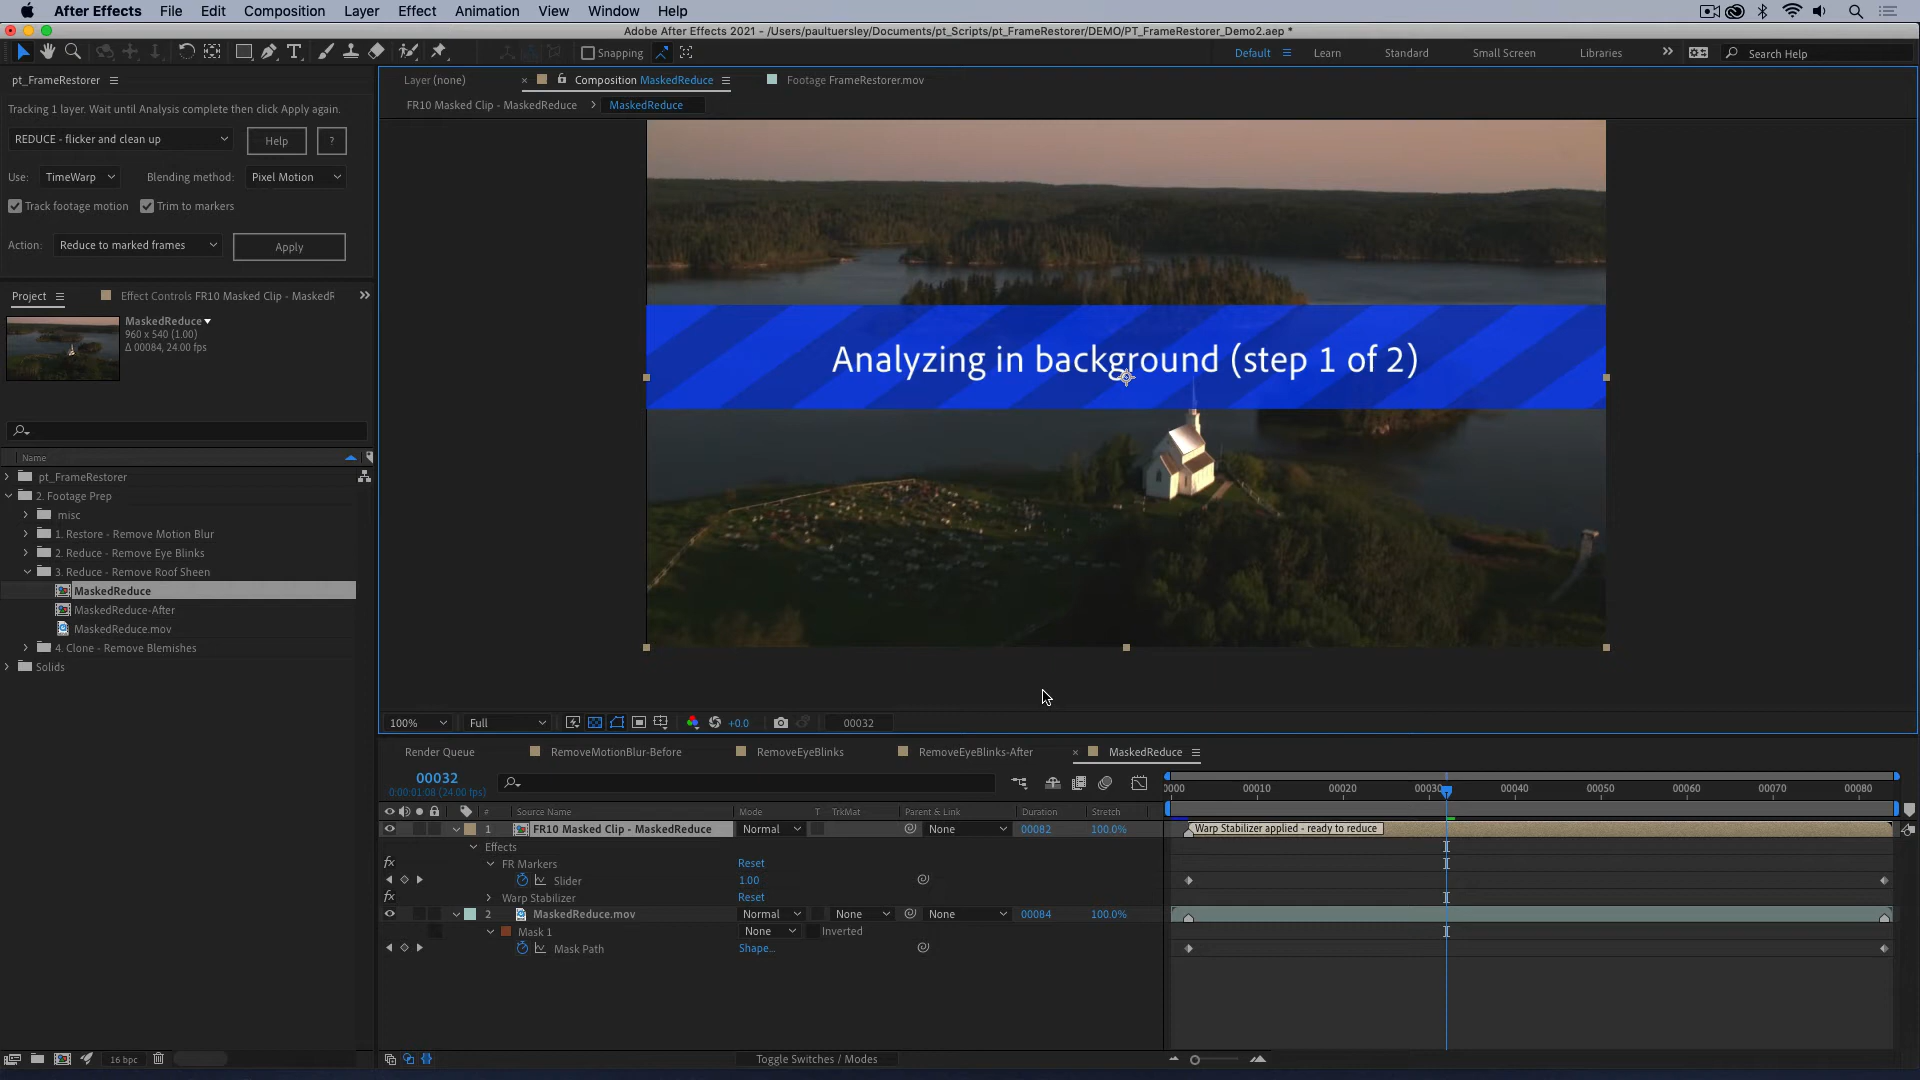 After Effects File Edit Composition Layer Effect Animation View Window Help
Adobe After Effects 2021 - /Users/paultuersley/Documents/pt_Scripts/pt_FrameRestorer/DEMO/PT_FrameRestorer_Demo2.aep *
Snapping Default Learn Standard Small Screen Libraries Search Help
pt_FrameRestorer
Tracking 1 layer. Wait until Analysis complete then click Apply again.
REDUCE - flicker and clean up Help ?
Use: TimeWarp Blending method: Pixel Motion
Track footage motion Trim to markers
Action: Reduce to marked frames Apply
Layer (none) Composition MaskedReduce Footage FrameRestorer.mov
FR10 Masked Clip - MaskedReduce MaskedReduce
Analyzing in background (step 1 of 2)
Project Effect Controls FR10 Masked Clip - MaskedR
MaskedReduce
960 x 540 (1.00)
Δ 00084, 24.00 fps
Name
pt_FrameRestorer
2. Footage Prep
misc
1. Restore - Remove Motion Blur
2. Reduce - Remove Eye Blinks
3. Reduce - Remove Roof Sheen
MaskedReduce
MaskedReduce-After
MaskedReduce.mov
4. Clone - Remove Blemishes
Solids
16 bpc
100% Full +0.0 00032
Render Queue RemoveMotionBlur-Before RemoveEyeBlinks RemoveEyeBlinks-After MaskedReduce
00032
0:00:01:08 (24.00 fps)
0000 00010 00020 00030 00040 00050 00060 00070 00080
# Source Name Mode T TrkMat Parent & Link Duration Stretch
1 FR10 Masked Clip - MaskedReduce Normal None 00082 100.0% Warp Stabilizer applied - ready to reduce
Effects
fx FR Markers Reset
Slider 1.00
fx Warp Stabilizer Reset
2 MaskedReduce.mov Normal None None 00084 100.0%
Mask 1 None Inverted
Mask Path Shape...
Toggle Switches / Modes